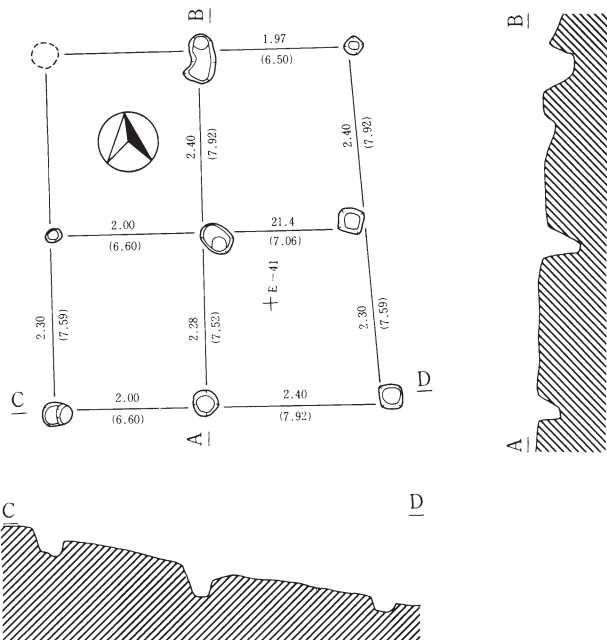 B
1.97
(6.50)
2.40
(7.92)
2.40
(7.92)
2.00
(6.60)
21.4
(7.06)
E-41
2.30
(7.59)
2.28
(7.52)
2.30
(7.59)
C
2.00
(6.60)
2.40
(7.92)
D
A
B
A
C
D